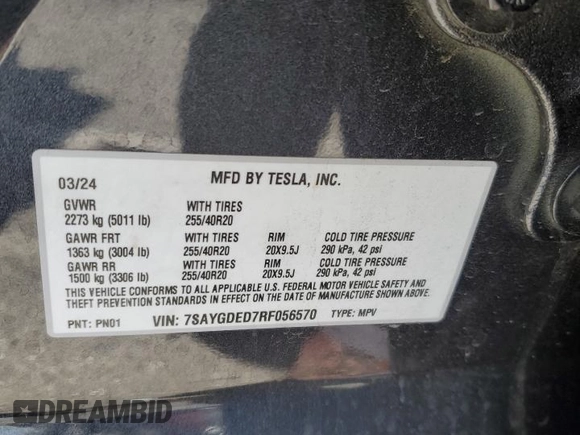 03/24 MFD BY TESLA, INC.
GVWR WITH TIRES
2273 kg (5011 lb) 255/40R20
GAWR FRT WITH TIRES RIM COLD TIRE PRESSURE
1363 kg (3004 lb) 255/40R20 20X9.5J 290 kPa, 42 psi
GAWR RR WITH TIRES RIM COLD TIRE PRESSURE
1500 kg (3306 lb) 255/40R20 20X9.5J 290 kPa, 42 psi
THIS VEHICLE CONFORMS TO ALL APPLICABLE U.S. FEDERAL MOTOR VEHICLE SAFETY AND
THEFT PREVENTION STANDARDS IN EFFECT ON THE DATE OF MANUFACTURE SHOWN ABOVE.
PNT: PN01 VIN: 7SAYGDED7RF056570 TYPE: MPV
DREAMBID